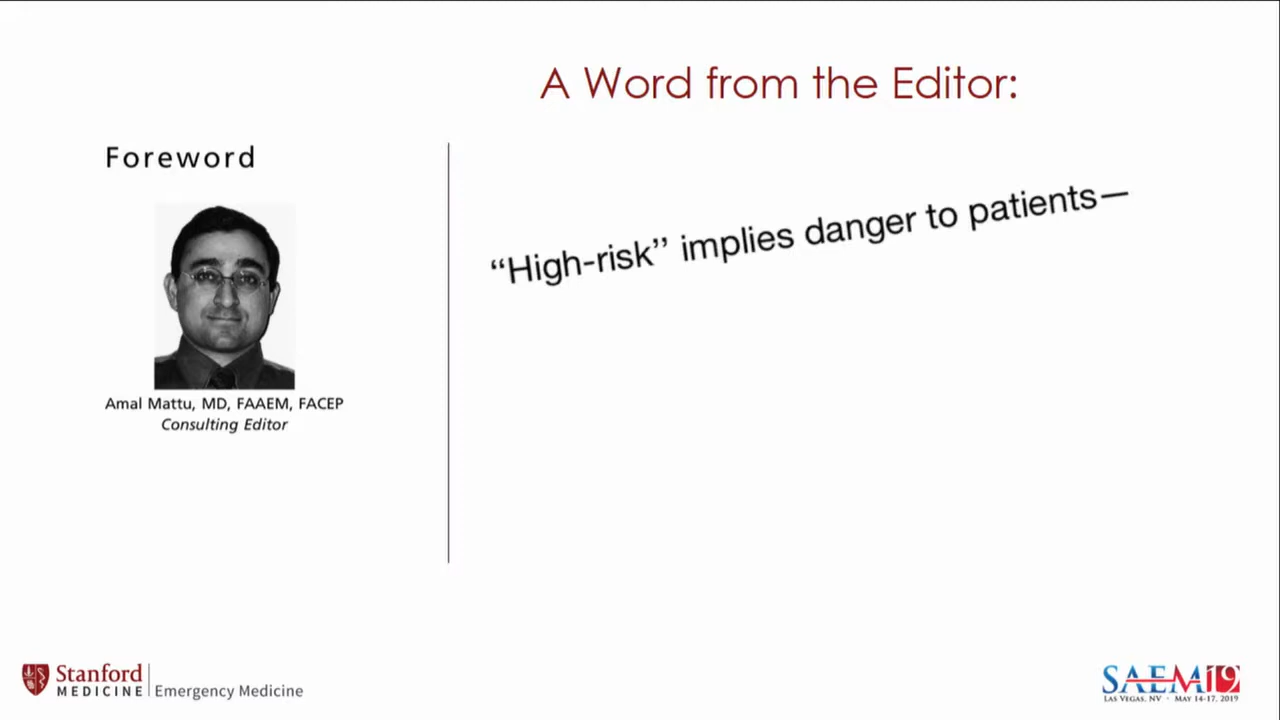 A Word from the Editor:
Foreword
Amal Mattu, MD, FAAEM, FACEP
Consulting Editor
“High-risk” implies danger to patients—
Stanford
MEDICINE
Emergency Medicine
SAEM19
LAS VEGAS, NV · MAY 14-17, 2019